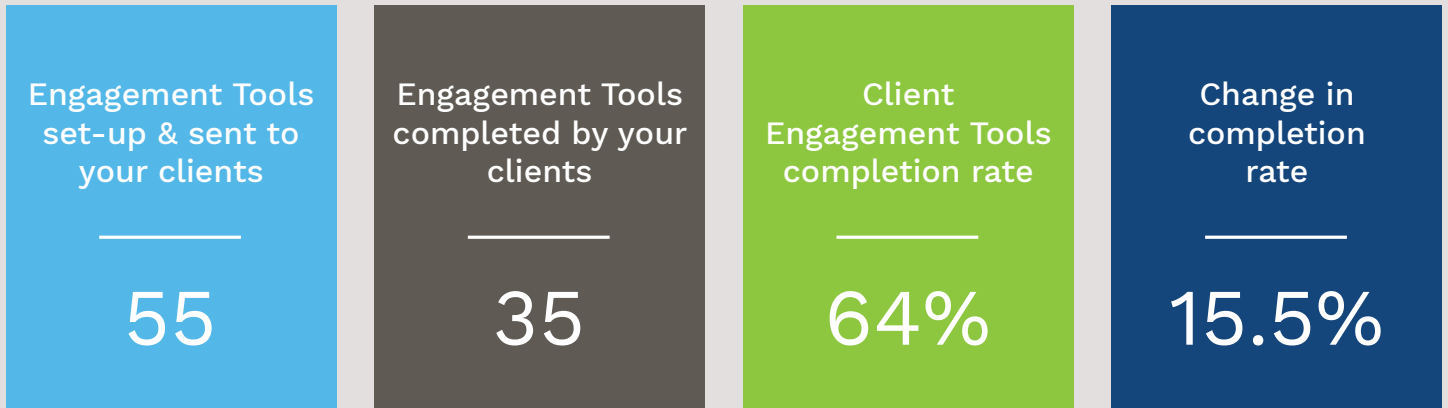 Engagement Tools
set-up & sent to
your clients
55
Engagement Tools
completed by your
clients
35
Client
Engagement Tools
completion rate
64%
Change in
completion
rate
15.5%